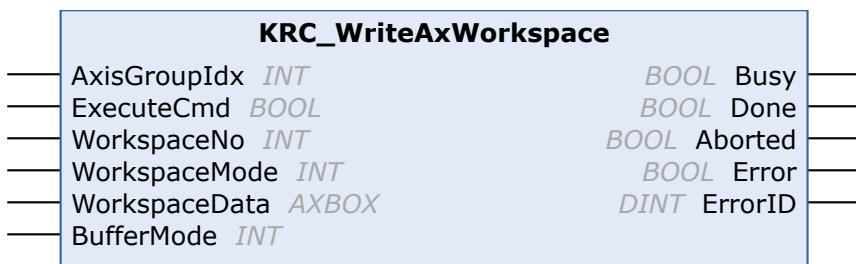 KRC_WriteAxWorkspace
AxisGroupIdx INT BOOL Busy
ExecuteCmd BOOL BOOL Done
WorkspaceNo INT BOOL Aborted
WorkspaceMode INT BOOL Error
WorkspaceData AXBOX DINT ErrorID
BufferMode INT